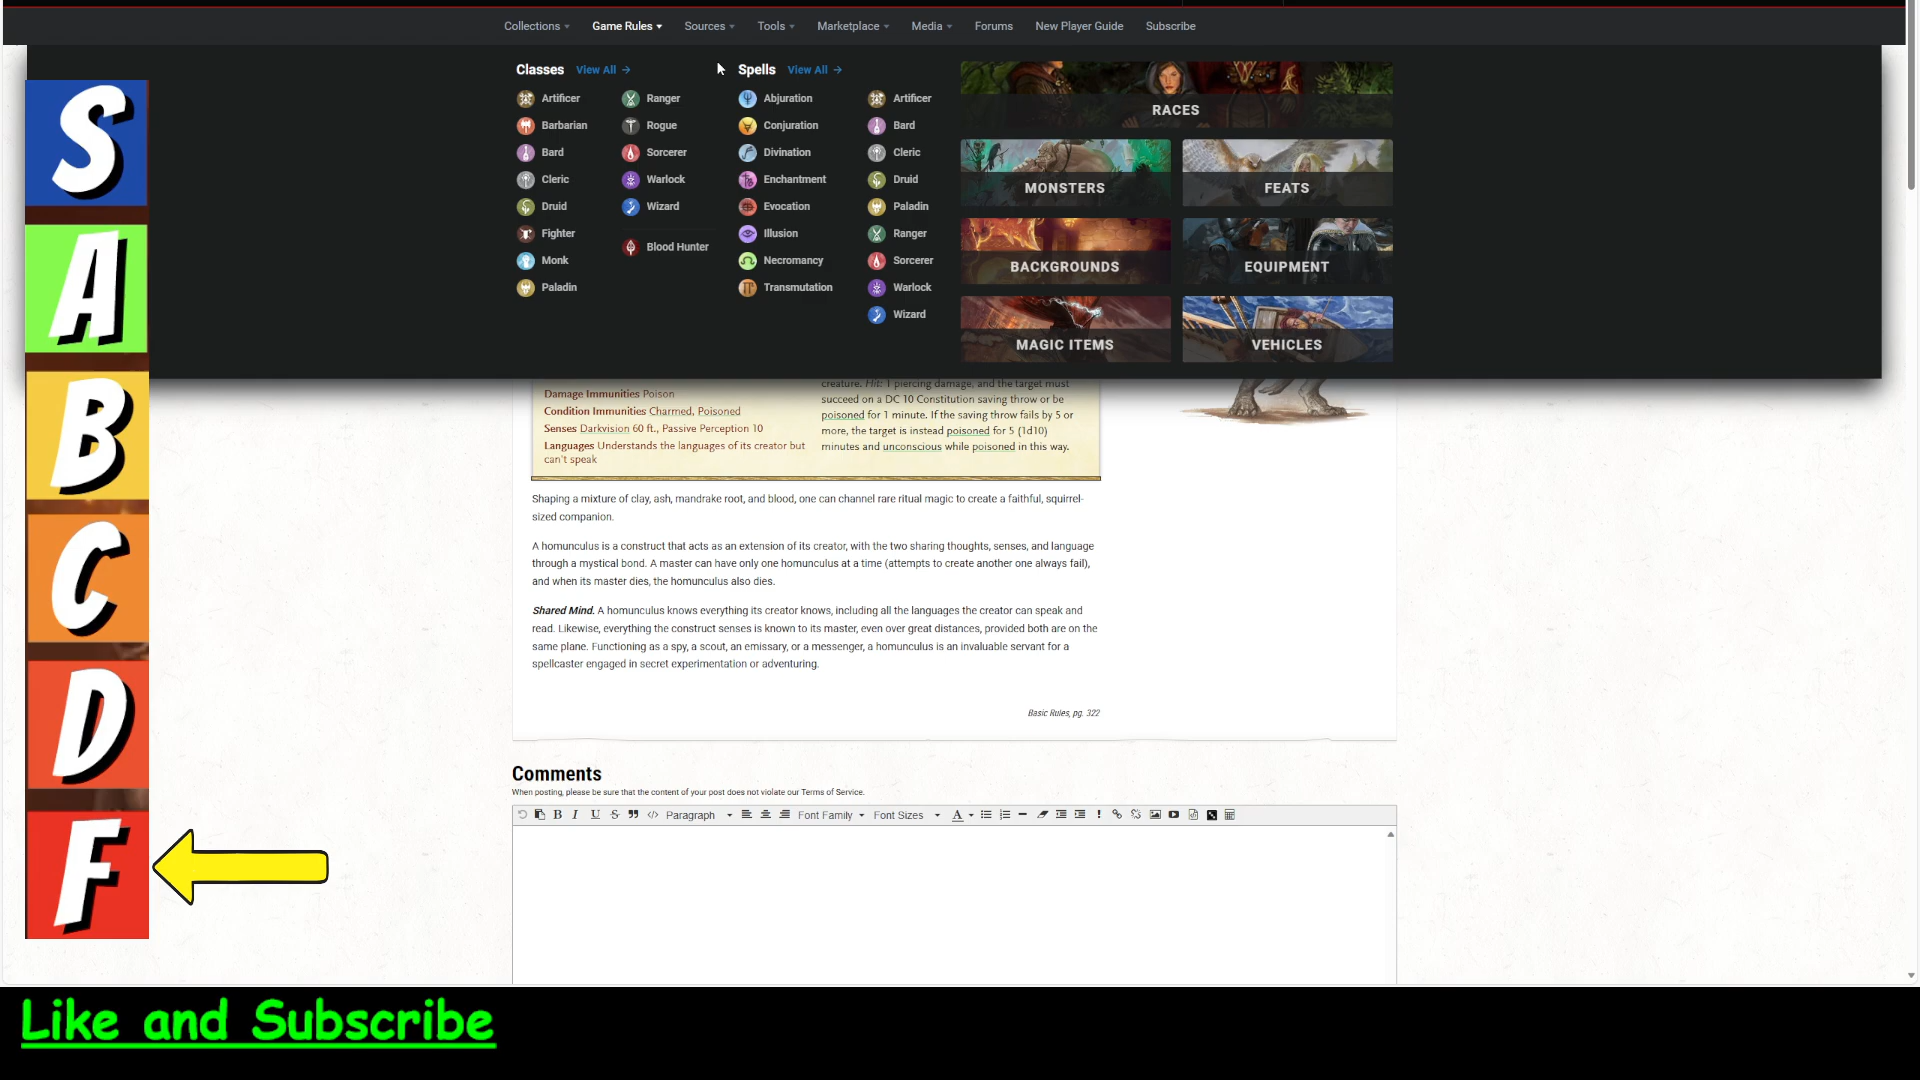 Collections
Game Rules
Sources
Tools
Marketplace
Media
Forums
New Player Guide
Subscribe
Classes View All
Artificer
Barbarian
Bard
Cleric
Druid
Fighter
Monk
Paladin
Ranger
Rogue
Sorcerer
Warlock
Wizard
Blood Hunter
Spells View All
Abjuration
Conjuration
Divination
Enchantment
Evocation
Illusion
Necromancy
Transmutation
Artificer
Bard
Cleric
Druid
Paladin
Ranger
Sorcerer
Warlock
Wizard
RACES
MONSTERS
FEATS
BACKGROUNDS
EQUIPMENT
MAGIC ITEMS
VEHICLES
S
A
B
C
D
F
Damage Immunities Poison
Condition Immunities Charmed, Poisoned
Senses Darkvision 60 ft., Passive Perception 10
Languages Understands the languages of its creator but
can't speak
creature. Hit: 1 piercing damage, and the target must
succeed on a DC 10 Constitution saving throw or be
poisoned for 1 minute. If the saving throw fails by 5 or
more, the target is instead poisoned for 5 (1d10)
minutes and unconscious while poisoned in this way.
Shaping a mixture of clay, ash, mandrake root, and blood, one can channel rare ritual magic to create a faithful, squirrel-
sized companion.
A homunculus is a construct that acts as an extension of its creator, with the two sharing thoughts, senses, and language
through a mystical bond. A master can have only one homunculus at a time (attempts to create another one always fail),
and when its master dies, the homunculus also dies.
Shared Mind. A homunculus knows everything its creator knows, including all the languages the creator can speak and
read. Likewise, everything the construct senses is known to its master, even over great distances, provided both are on the
same plane. Functioning as a spy, a scout, an emissary, or a messenger, a homunculus is an invaluable servant for a
spellcaster engaged in secret experimentation or adventuring.
Basic Rules, pg. 322
Comments
When posting, please be sure that the content of your post does not violate our Terms of Service.
B I U S Paragraph Font Family Font Sizes A
Like and Subscribe